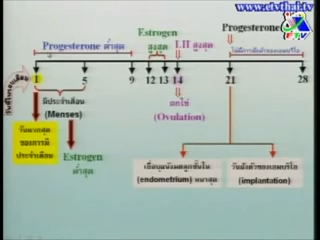 www.etvthai.tv
ETV
Progesterone ต่ำสุด
Estrogen
สูงสุด
LH สูงสุด
Progesterone
1
5
9
12 13 14
21
28
มีประจำเดือน
(Menses)
ตกไข่
(Ovulation)
วันแรกสุด
ของการมี
ประจำเดือน
Estrogen
ต่ำสุด
เยื่อบุผนังมดลูกชั้นใน
(endometrium) หนาสุด
วันฝังตัวของเอมบริโอ
(implantation)